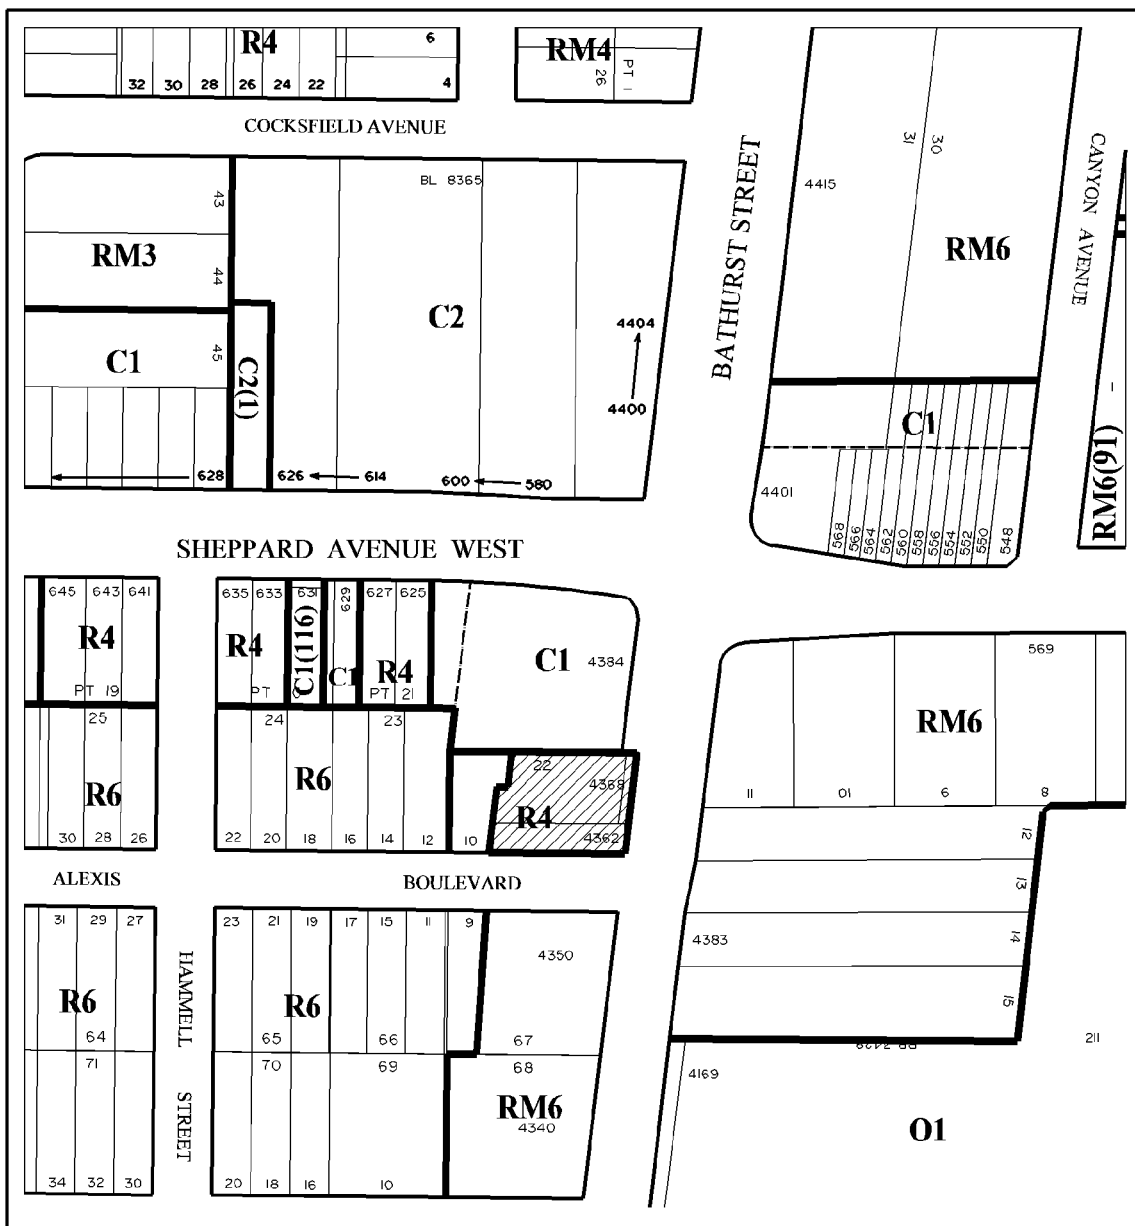 R4
32 30 28 26 24 22
6
4
RM4
26
PT 1
COCKSFIELD AVENUE
31
30
4415
RM6
CANYON AVENUE
BATHURST STREET
43
RM3
44
BL 8365
C2
4404
4400
C1
45
C2(1)
628
626
614
600
580
C1
4401
568 566 564 562 560 558 556 554 552 550 548
RM6(91)
SHEPPARD AVENUE WEST
645 643 641
R4
PT 19
635 633 631 629 627 625
R4
C1(116)
C1
R4
PT
PT 21
C1
4384
569
RM6
11 10 9 8
25
R6
30 28 26
24
23
R6
22 20 18 16 14 12
10
22
4368
R4
4362
12
13
14
15
4383
ALEXIS
BOULEVARD
31 29 27
R6
64
71
34 32 30
HAMMELL
STREET
23 21 19 17 15 11 9
R6
65
66
70
69
20 18 16 10
4350
67
68
RM6
4340
211
4169
O1